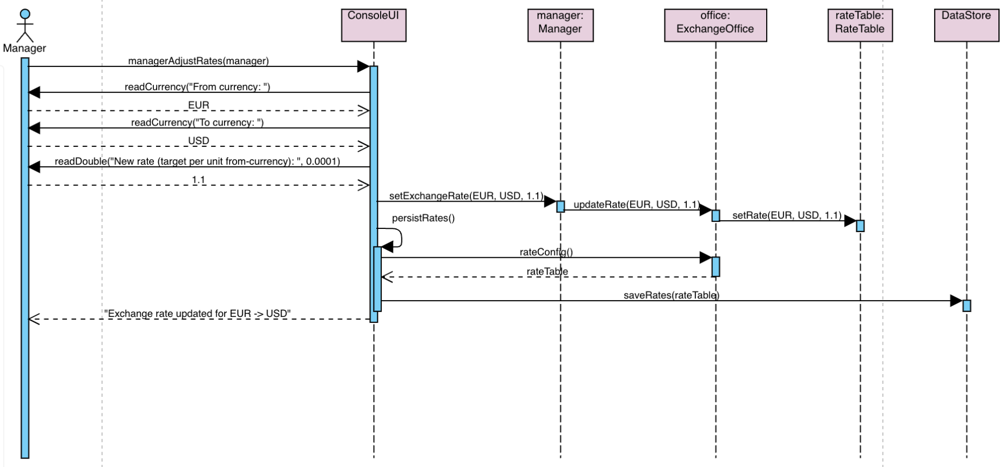 ConsoleUI
manager:
Manager
office:
ExchangeOffice
rateTable:
RateTable
DataStore
Manager
managerAdjustRates(manager)
readCurrency("From currency: ")
EUR
readCurrency("To currency: ")
USD
readDouble("New rate (target per unit from-currency): ", 0.0001)
1.1
setExchangeRate(EUR, USD, 1.1)
updateRate(EUR, USD, 1.1)
setRate(EUR, USD, 1.1)
persistRates()
rateConfig()
rateTable
saveRates(rateTable)
"Exchange rate updated for EUR -> USD"